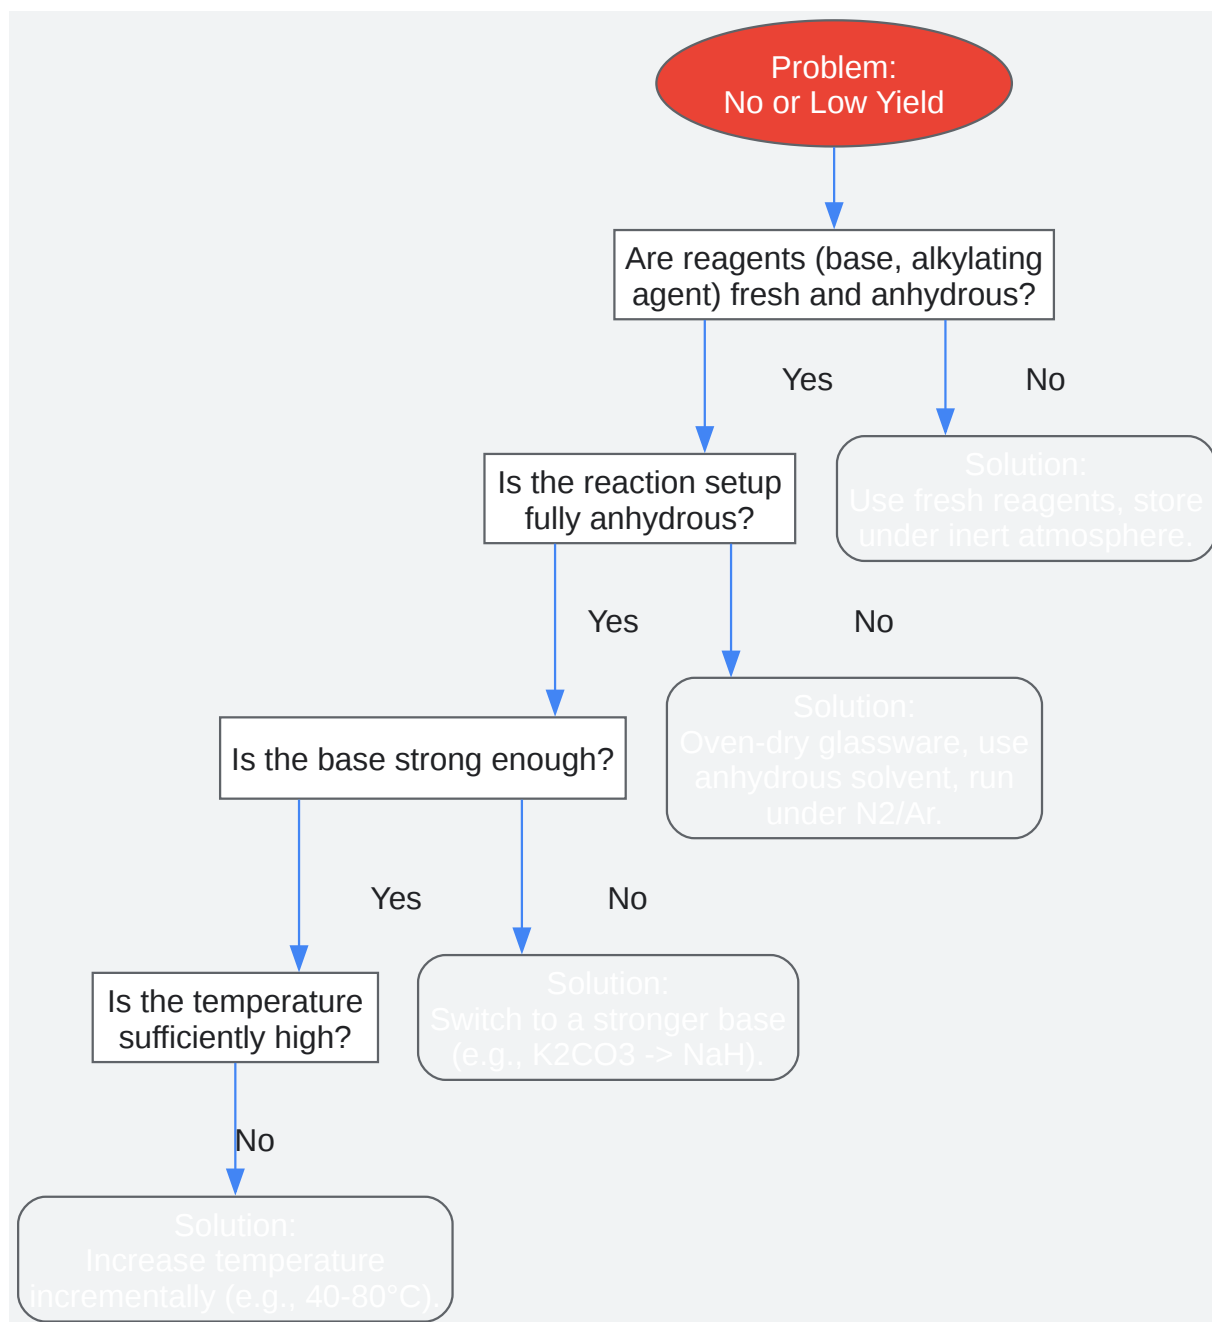 Problem:
No or Low Yield
Are reagents (base, alkylating
agent) fresh and anhydrous?
Yes
No
Is the reaction setup
fully anhydrous?
Solution:
Use fresh reagents, store
under inert atmosphere.
Yes
No
Is the base strong enough?
Solution:
Oven-dry glassware, use
anhydrous solvent, run
under N2/Ar.
Yes
No
Is the temperature
sufficiently high?
Solution:
Switch to a stronger base
(e.g., K2CO3 -> NaH).
No
Solution:
Increase temperature
incrementally (e.g., 40-80°C).